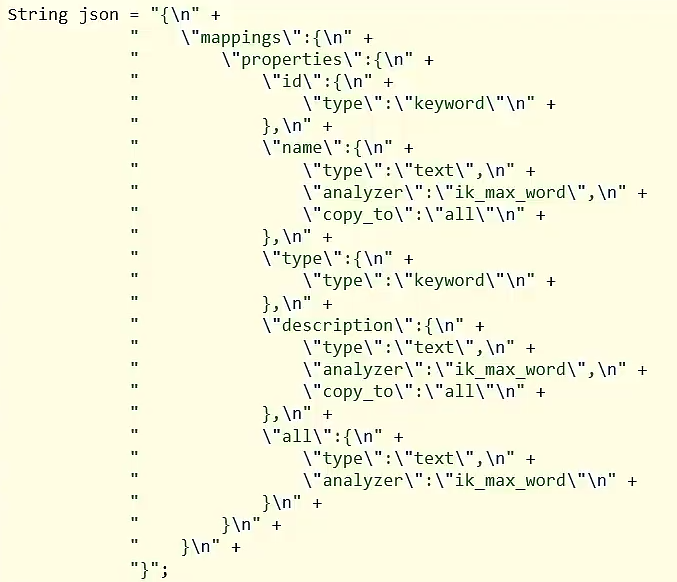 String json = "{\n" +
            "    \"mappings\":{\n" +
            "        \"properties\":{\n" +
            "            \"id\":{\n" +
            "                \"type\":\"keyword\"\n" +
            "            },\n" +
            "            \"name\":{\n" +
            "                \"type\":\"text\",\n" +
            "                \"analyzer\":\"ik_max_word\",\n" +
            "                \"copy_to\":\"all\"\n" +
            "            },\n" +
            "            \"type\":{\n" +
            "                \"type\":\"keyword\"\n" +
            "            },\n" +
            "            \"description\":{\n" +
            "                \"type\":\"text\",\n" +
            "                \"analyzer\":\"ik_max_word\",\n" +
            "                \"copy_to\":\"all\"\n" +
            "            },\n" +
            "            \"all\":{\n" +
            "                \"type\":\"text\",\n" +
            "                \"analyzer\":\"ik_max_word\"\n" +
            "            }\n" +
            "        }\n" +
            "    }\n" +
            "}";